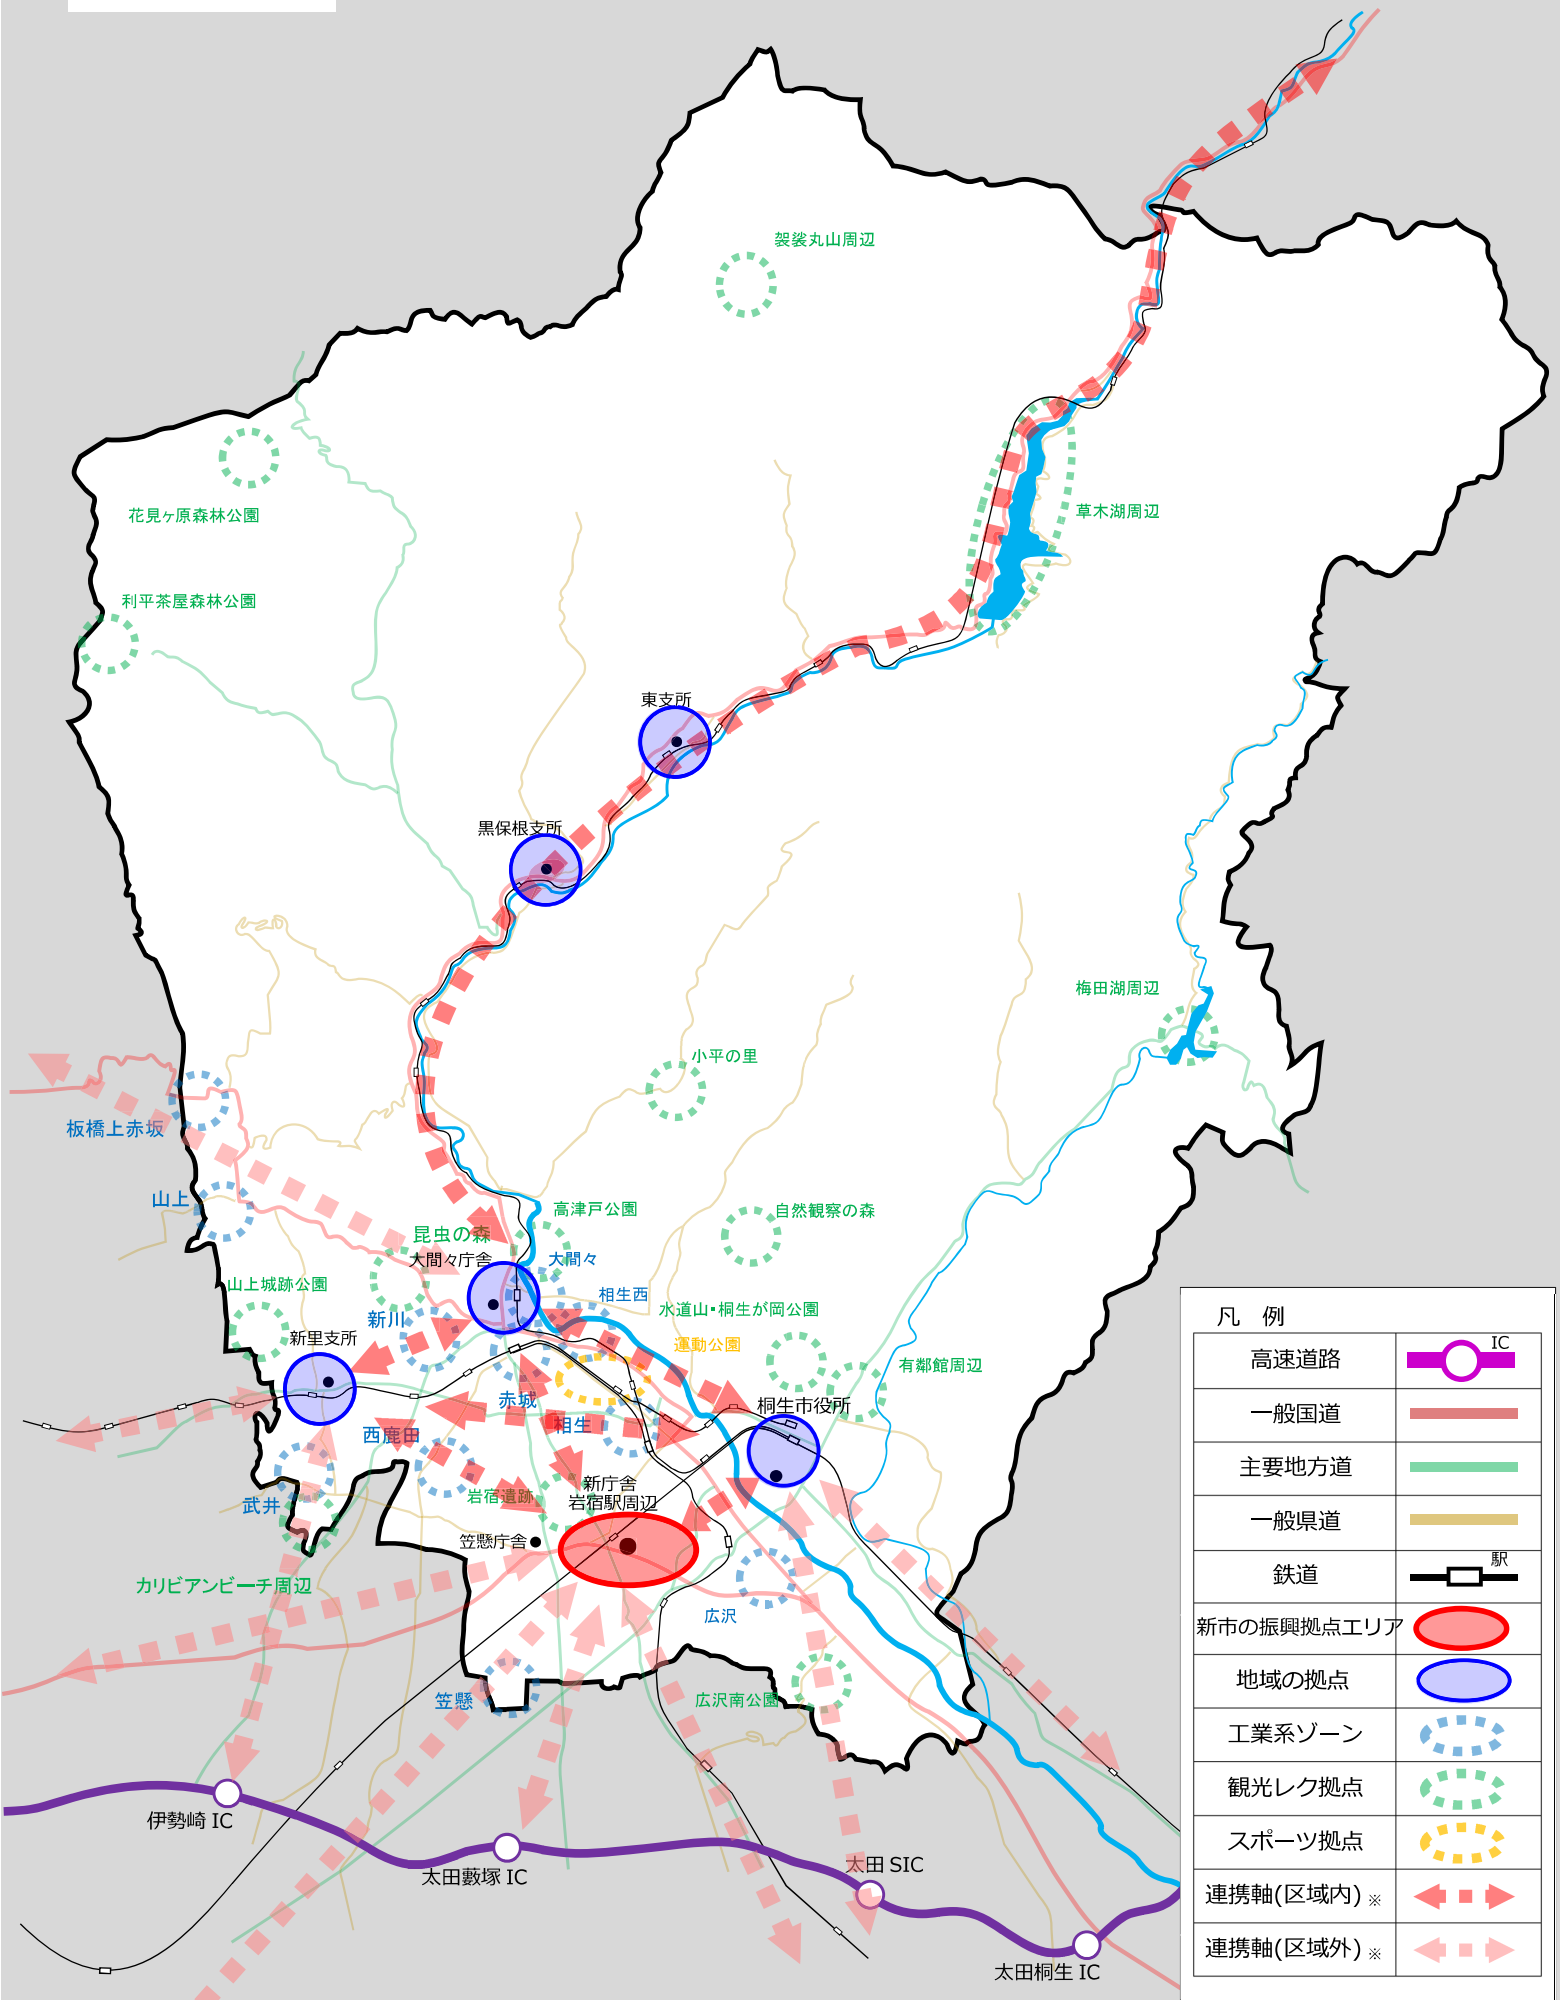 袈裟丸山周辺
花見ヶ原森林公園
草木湖周辺
利平茶屋森林公園
東支所
黒保根支所
梅田湖周辺
小平の里
板橋上赤坂
山上
高津戸公園
自然観察の森
昆虫の森
大間々庁舎
大間々
山上城跡公園
相生西
新川
水道山・桐生が岡公園
新里支所
運動公園
有鄰館周辺
赤城
桐生市役所
相生
西鹿田
新庁舎
岩宿駅周辺
岩宿遺跡
武井
笠懸庁舎
カリビアンビーチ周辺
広沢
笠懸
広沢南公園
伊勢崎 IC
太田藪塚 IC
太田 SIC
太田桐生 IC
凡 例
高速道路 IC
一般国道
主要地方道
一般県道
鉄道 駅
新市の振興拠点エリア
地域の拠点
工業系ゾーン
観光レク拠点
スポーツ拠点
連携軸(区域内) ※
連携軸(区域外) ※